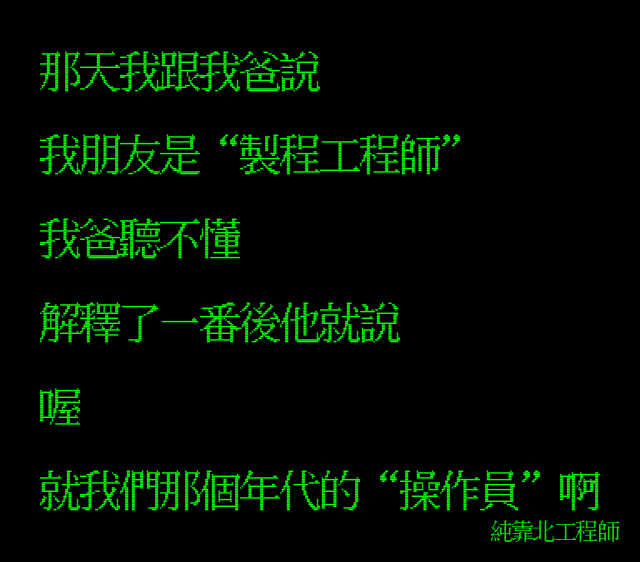 那天我跟我爸說
我朋友是“製程工程師”
我爸聽不懂
解釋了一番後他就說
喔
就我們那個年代的“操作員”啊
純靠北工程師